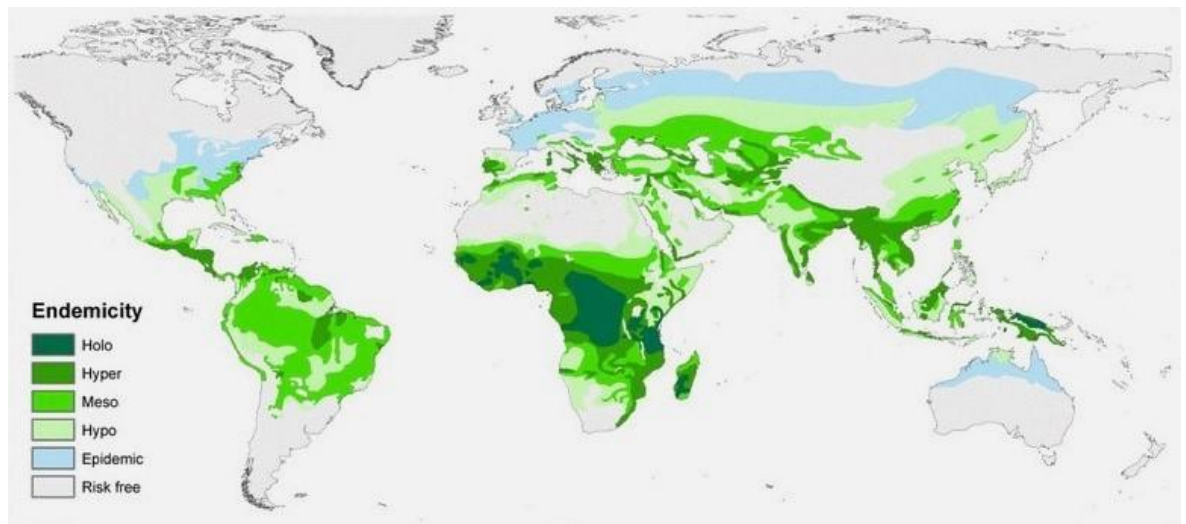 Endemicity
Holo
Hyper
Meso
Hypo
Epidemic
Risk free